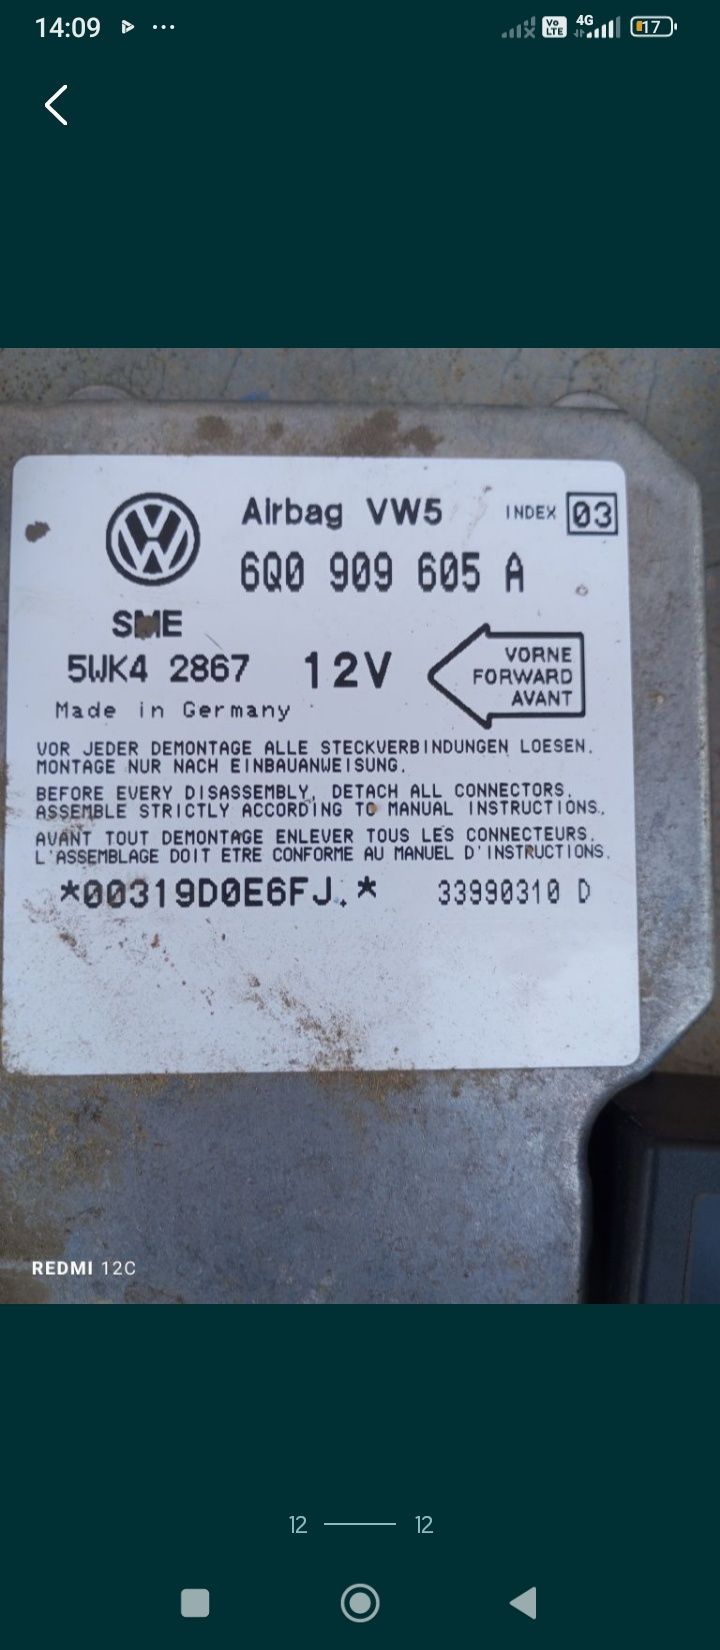 14:09 ... Vo LTE 4G 17
Airbag VW5 INDEX 03
6Q0 909 605 A
SME
5WK4 2867 12V
VORNE
FORWARD
AVANT
Made in Germany
VOR JEDER DEMONTAGE ALLE STECKVERBINDUNGEN LOESEN.
MONTAGE NUR NACH EINBAUANWEISUNG.
BEFORE EVERY DISASSEMBLY, DETACH ALL CONNECTORS.
ASSEMBLE STRICTLY ACCORDING TO MANUAL INSTRUCTIONS.
AVANT TOUT DEMONTAGE ENLEVER TOUS LES CONNECTEURS.
L'ASSEMBLAGE DOIT ETRE CONFORME AU MANUEL D'INSTRUCTIONS.
*00319D0E6FJ.* 33990310 D
REDMI 12C
12 12